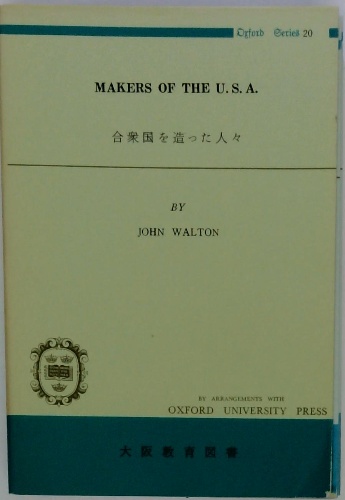 Oxford Series 20
MAKERS OF THE U.S.A.
合衆国を造った人々
BY
JOHN WALTON
BY ARRANGEMENTS WITH
OXFORD UNIVERSITY PRESS
大阪教育図書